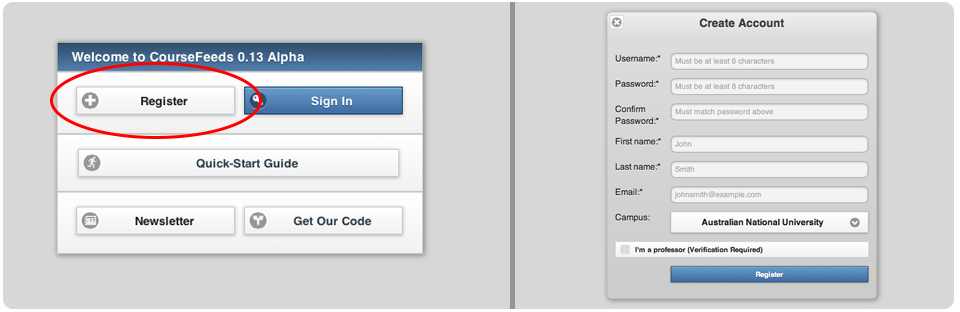 Welcome to CourseFeeds 0.13 Alpha
Register
Sign In
Quick-Start Guide
Newsletter
Get Our Code
Create Account
Username:* Must be at least 6 characters
Password:* Must be at least 8 characters
Confirm
Password:* Must match password above
First name:* John
Last name:* Smith
Email:* johnsmith@example.com
Campus: Australian National University
I'm a professor (Verification Required)
Register